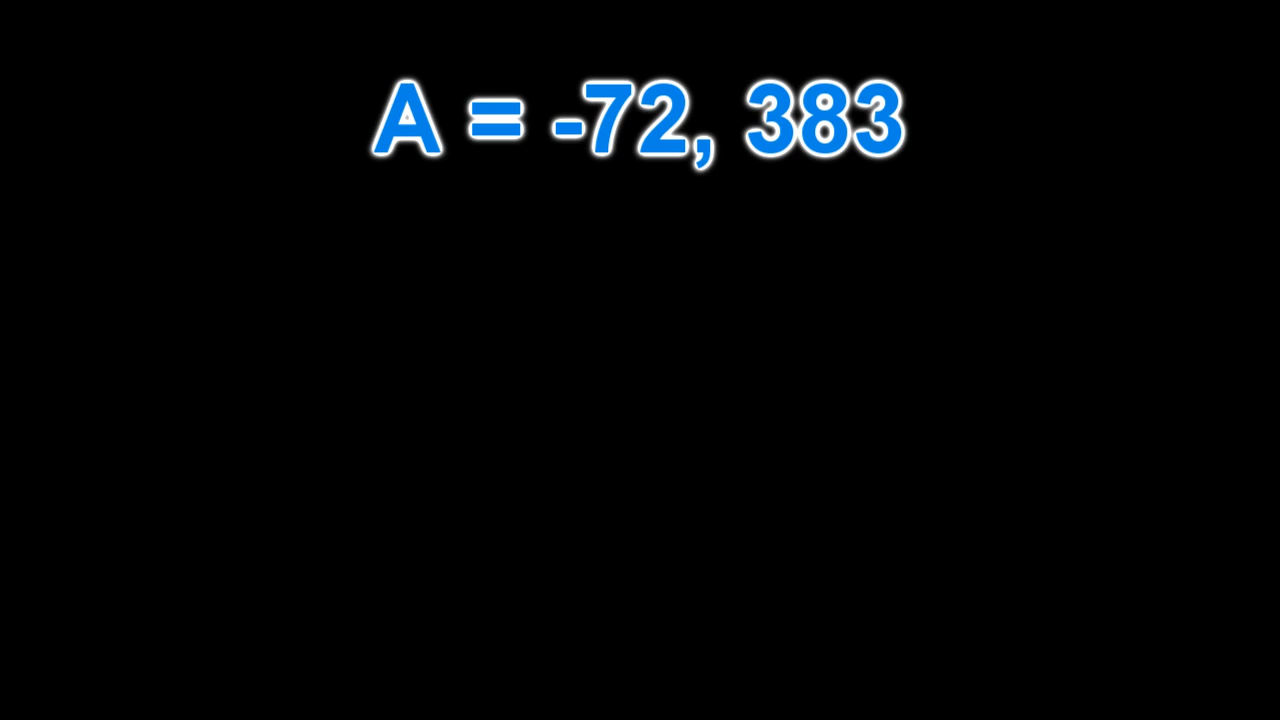 A = -72, 383